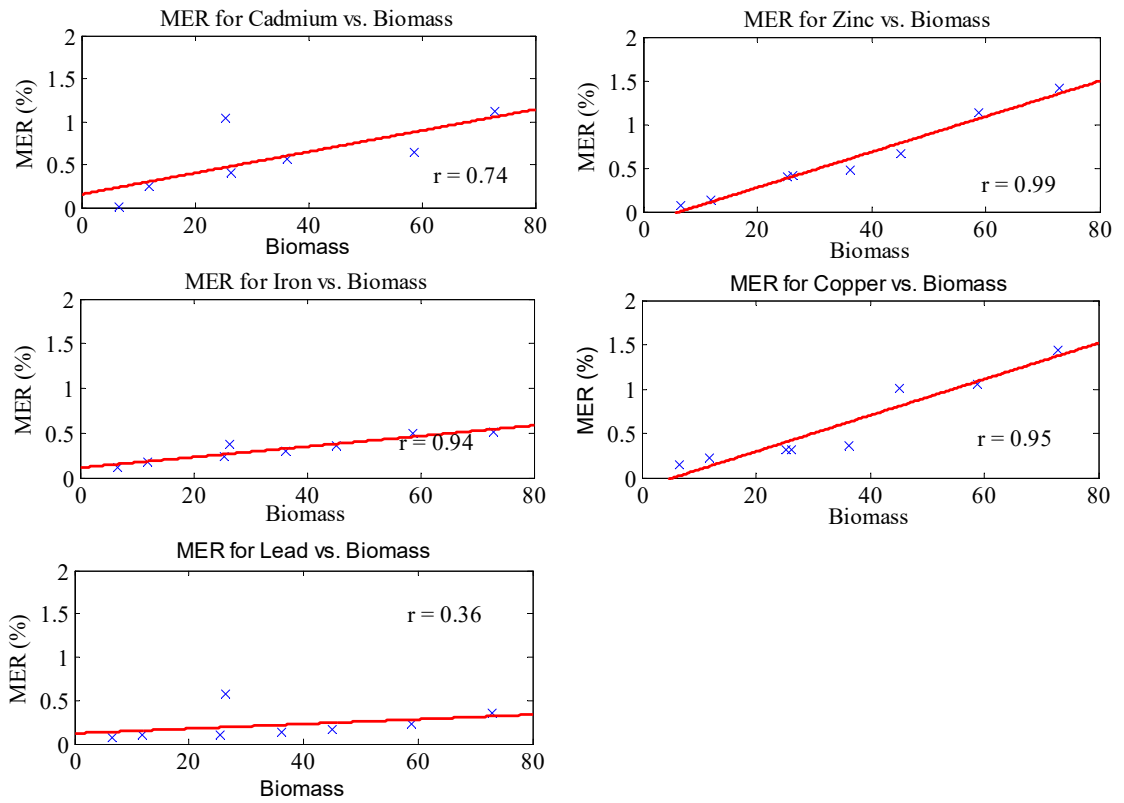 MER for Cadmium vs. Biomass
2
1.5
1
0.5
0
MER (%)
r = 0.74
0 20 40 60 80
Biomass
MER for Zinc vs. Biomass
2
1.5
1
0.5
0
MER (%)
r = 0.99
0 20 40 60 80
Biomass
MER for Iron vs. Biomass
2
1.5
1
0.5
0
MER (%)
r = 0.94
0 20 40 60 80
Biomass
MER for Copper vs. Biomass
2
1.5
1
0.5
0
MER (%)
r = 0.95
0 20 40 60 80
Biomass
MER for Lead vs. Biomass
2
1.5
1
0.5
0
MER (%)
r = 0.36
0 20 40 60 80
Biomass